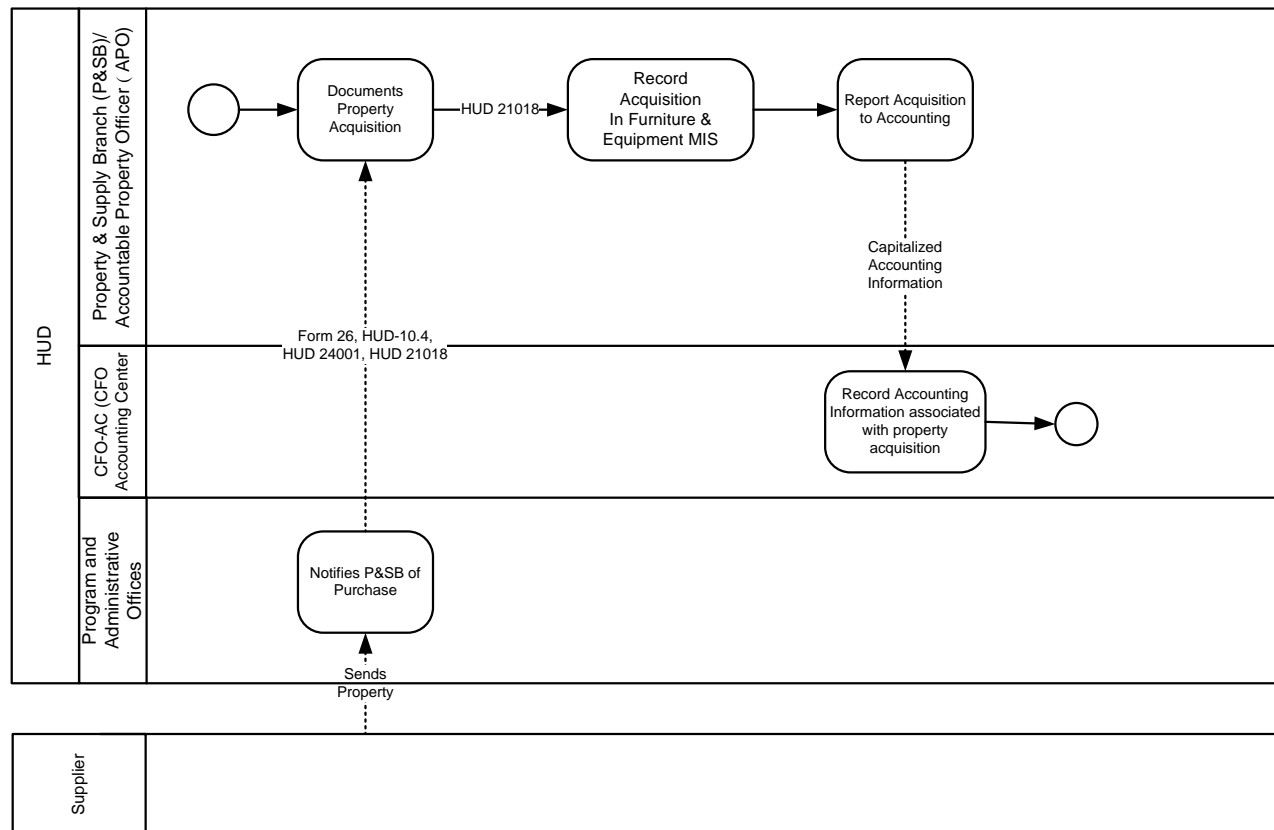 HUD
Property & Supply Branch (P&SB)/
Accountable Property Officer ( APO)
Documents
Property
Acquisition
HUD 21018
Record
Acquisition
In Furniture &
Equipment MIS
Report Acquisition
to Accounting
Capitalized
Accounting
Information
Form 26, HUD-10.4,
HUD 24001, HUD 21018
CFO-AC (CFO
Accounting Center
Record Accounting
Information associated
with property
acquisition
Program and
Administrative
Offices
Notifies P&SB of
Purchase
Sends
Property
Supplier